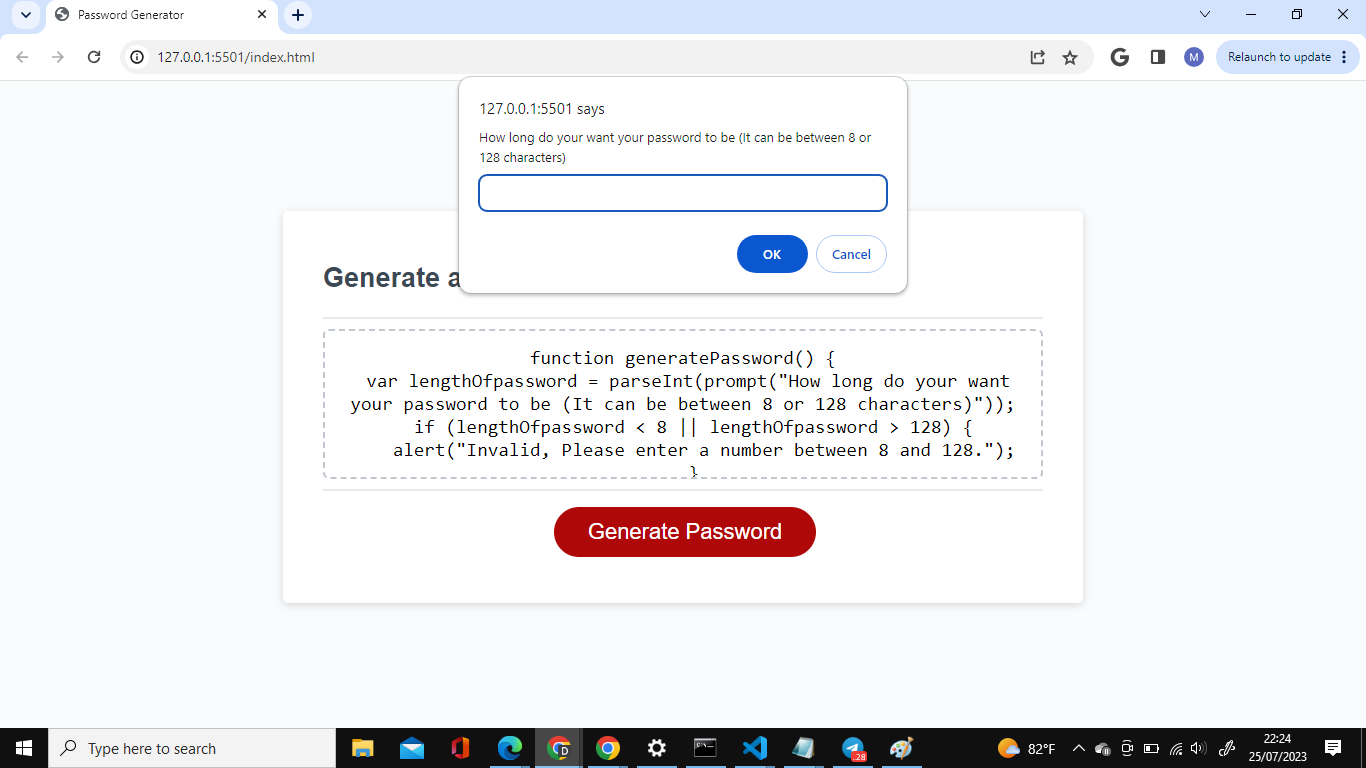 Password Generator
127.0.0.1:5501/index.html
M
Relaunch to update
127.0.0.1:5501 says
How long do your want your password to be (It can be between 8 or
128 characters)
OK
Cancel
Generate a
function generatePassword() {
var lengthOfpassword = parseInt(prompt("How long do your want
your password to be (It can be between 8 or 128 characters)"));
if (lengthOfpassword < 8 || lengthOfpassword > 128) {
alert("Invalid, Please enter a number between 8 and 128.");
}
Generate Password
Type here to search
D
28
82°F
22:24
25/07/2023